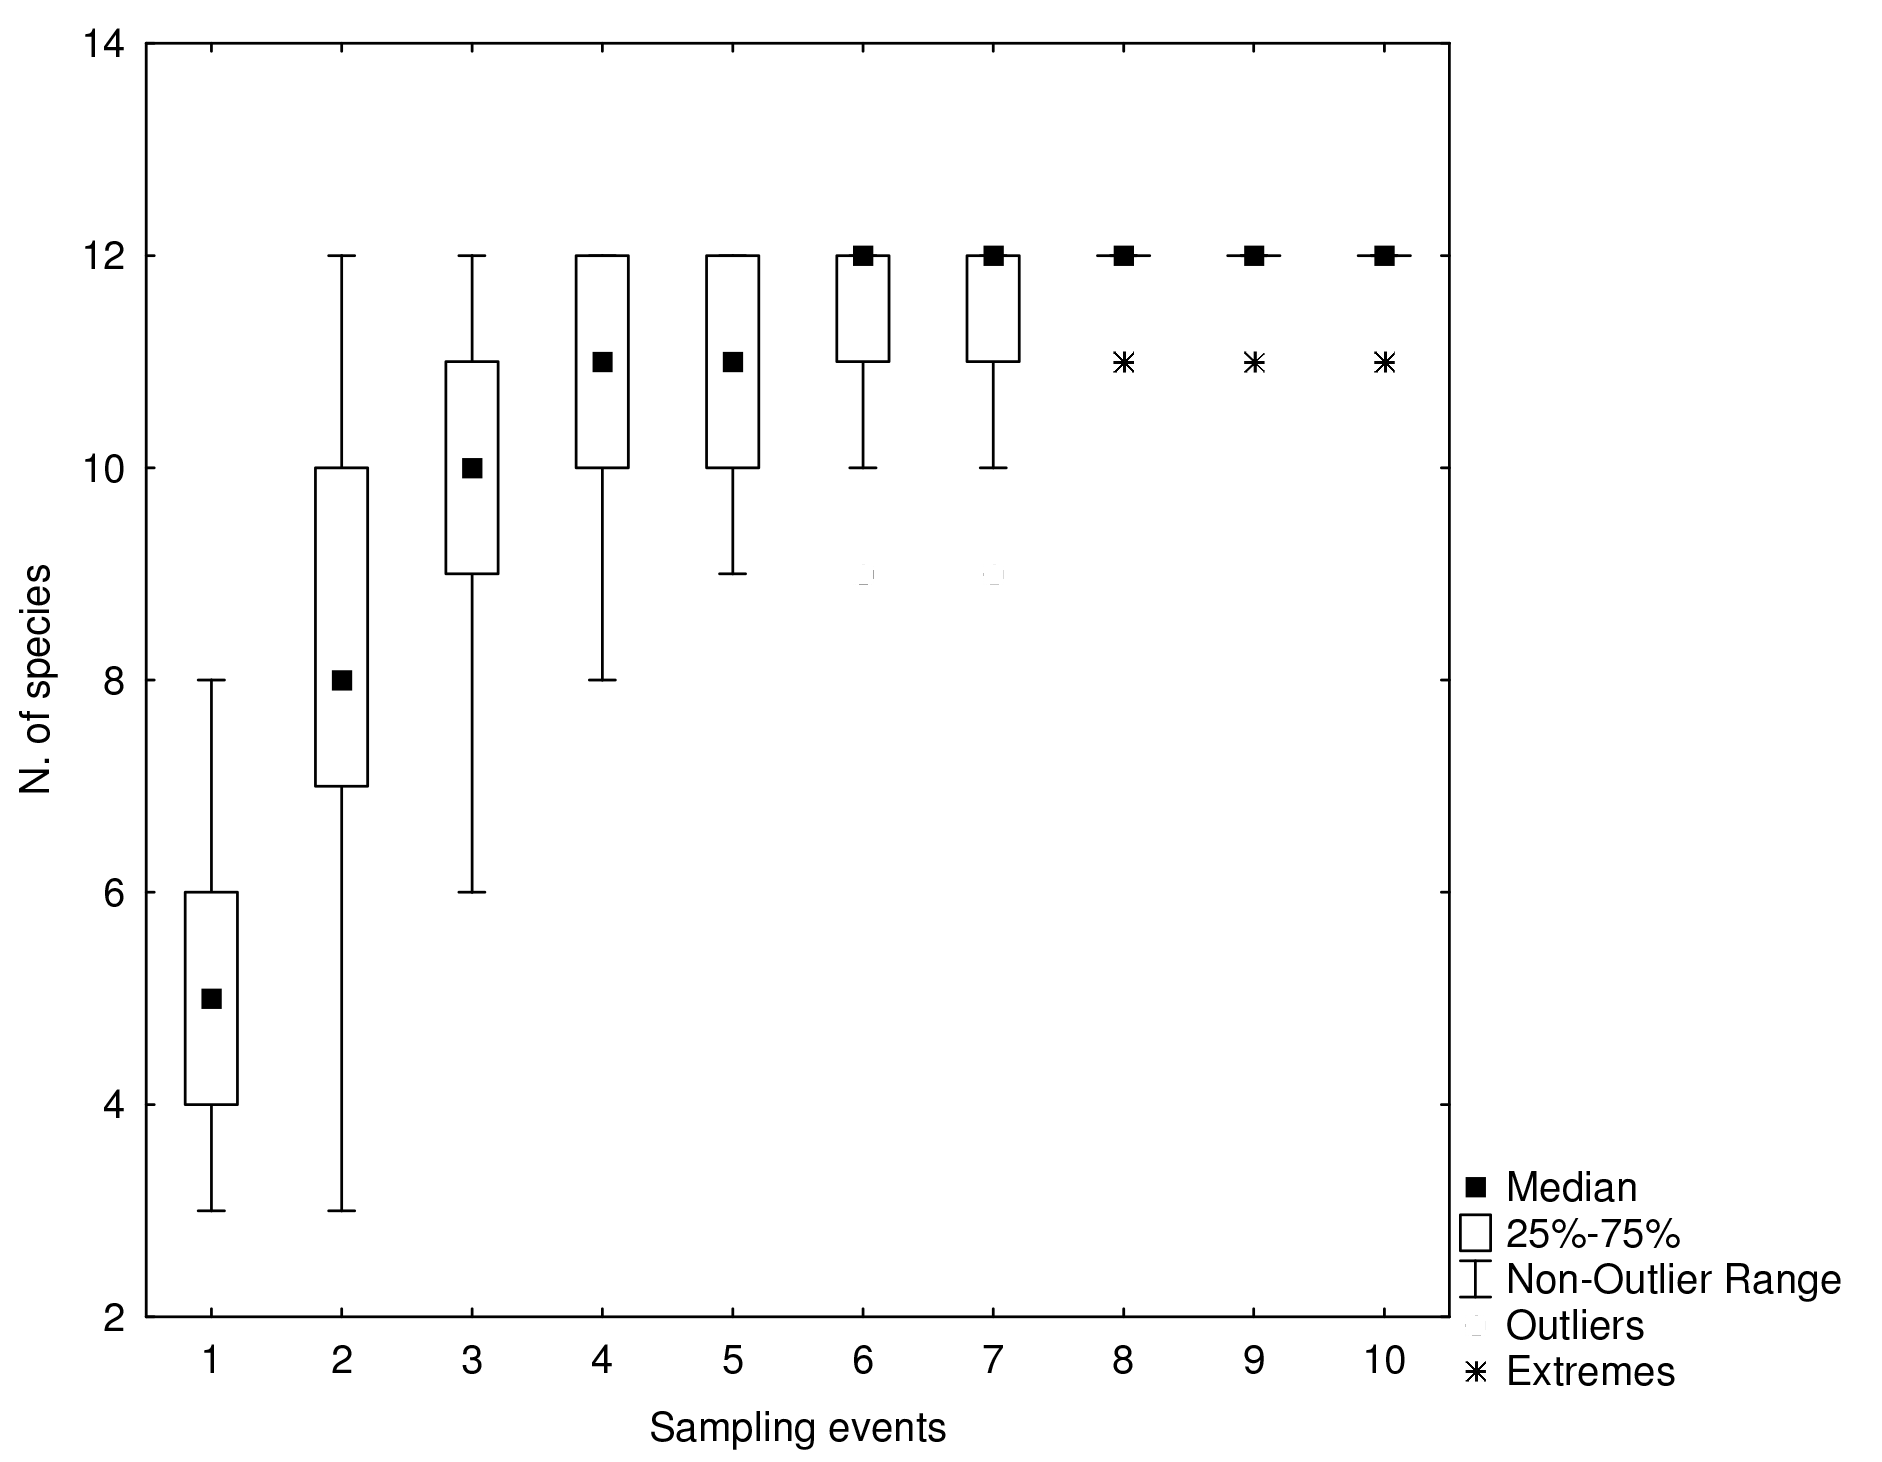 14
12
10
8
6
4
2
N. of species
1 2 3 4 5 6 7 8 9 10
Sampling events
Median
25%-75%
Non-Outlier Range
Outliers
Extremes